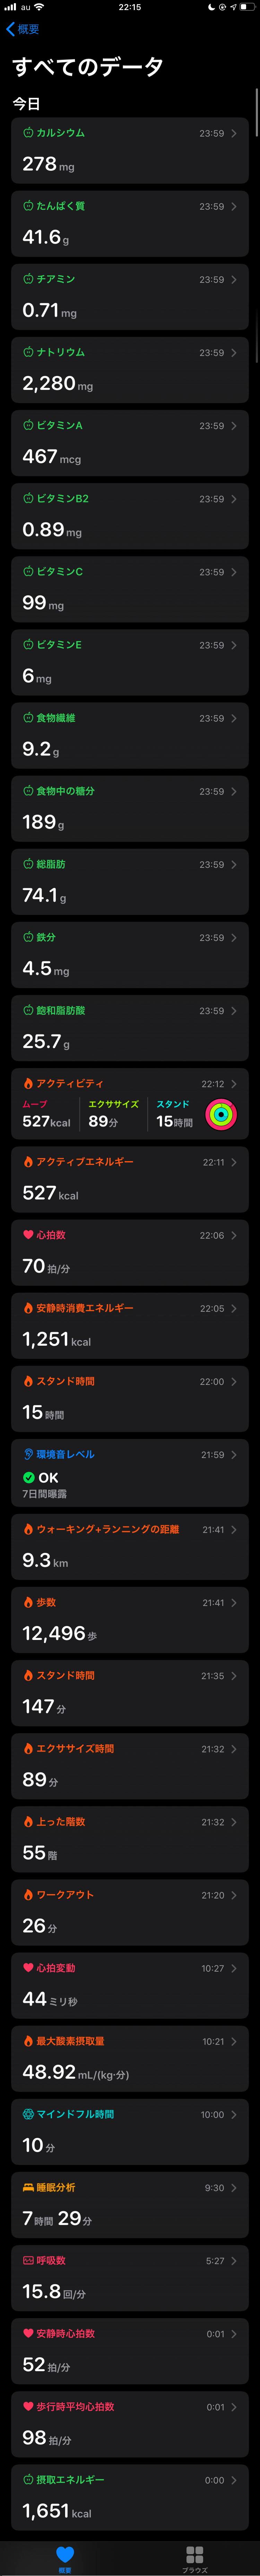 au 22:15
概要
すべてのデータ
今日
カルシウム 23:59
278 mg
たんぱく質 23:59
41.6 g
チアミン 23:59
0.71 mg
ナトリウム 23:59
2,280 mg
ビタミンA 23:59
467 mcg
ビタミンB2 23:59
0.89 mg
ビタミンC 23:59
99 mg
ビタミンE 23:59
6 mg
食物繊維 23:59
9.2 g
食物中の糖分 23:59
189 g
総脂肪 23:59
74.1 g
鉄分 23:59
4.5 mg
飽和脂肪酸 23:59
25.7 g
アクティビティ 22:12
ムーブ エクササイズ スタンド
527kcal 89分 15時間
アクティブエネルギー 22:11
527 kcal
心拍数 22:06
70 拍/分
安静時消費エネルギー 22:05
1,251 kcal
スタンド時間 22:00
15 時間
環境音レベル 21:59
OK
7日間曝露
ウォーキング+ランニングの距離 21:41
9.3 km
歩数 21:41
12,496 歩
スタンド時間 21:35
147 分
エクササイズ時間 21:32
89 分
上った階数 21:32
55 階
ワークアウト 21:20
26 分
心拍変動 10:27
44 ミリ秒
最大酸素摂取量 10:21
48.92 mL/(kg·分)
マインドフル時間 10:00
10 分
睡眠分析 9:30
7時間 29分
呼吸数 5:27
15.8 回/分
安静時心拍数 0:01
52 拍/分
歩行時平均心拍数 0:01
98 拍/分
摂取エネルギー 0:00
1,651 kcal
概要 ブラウズ